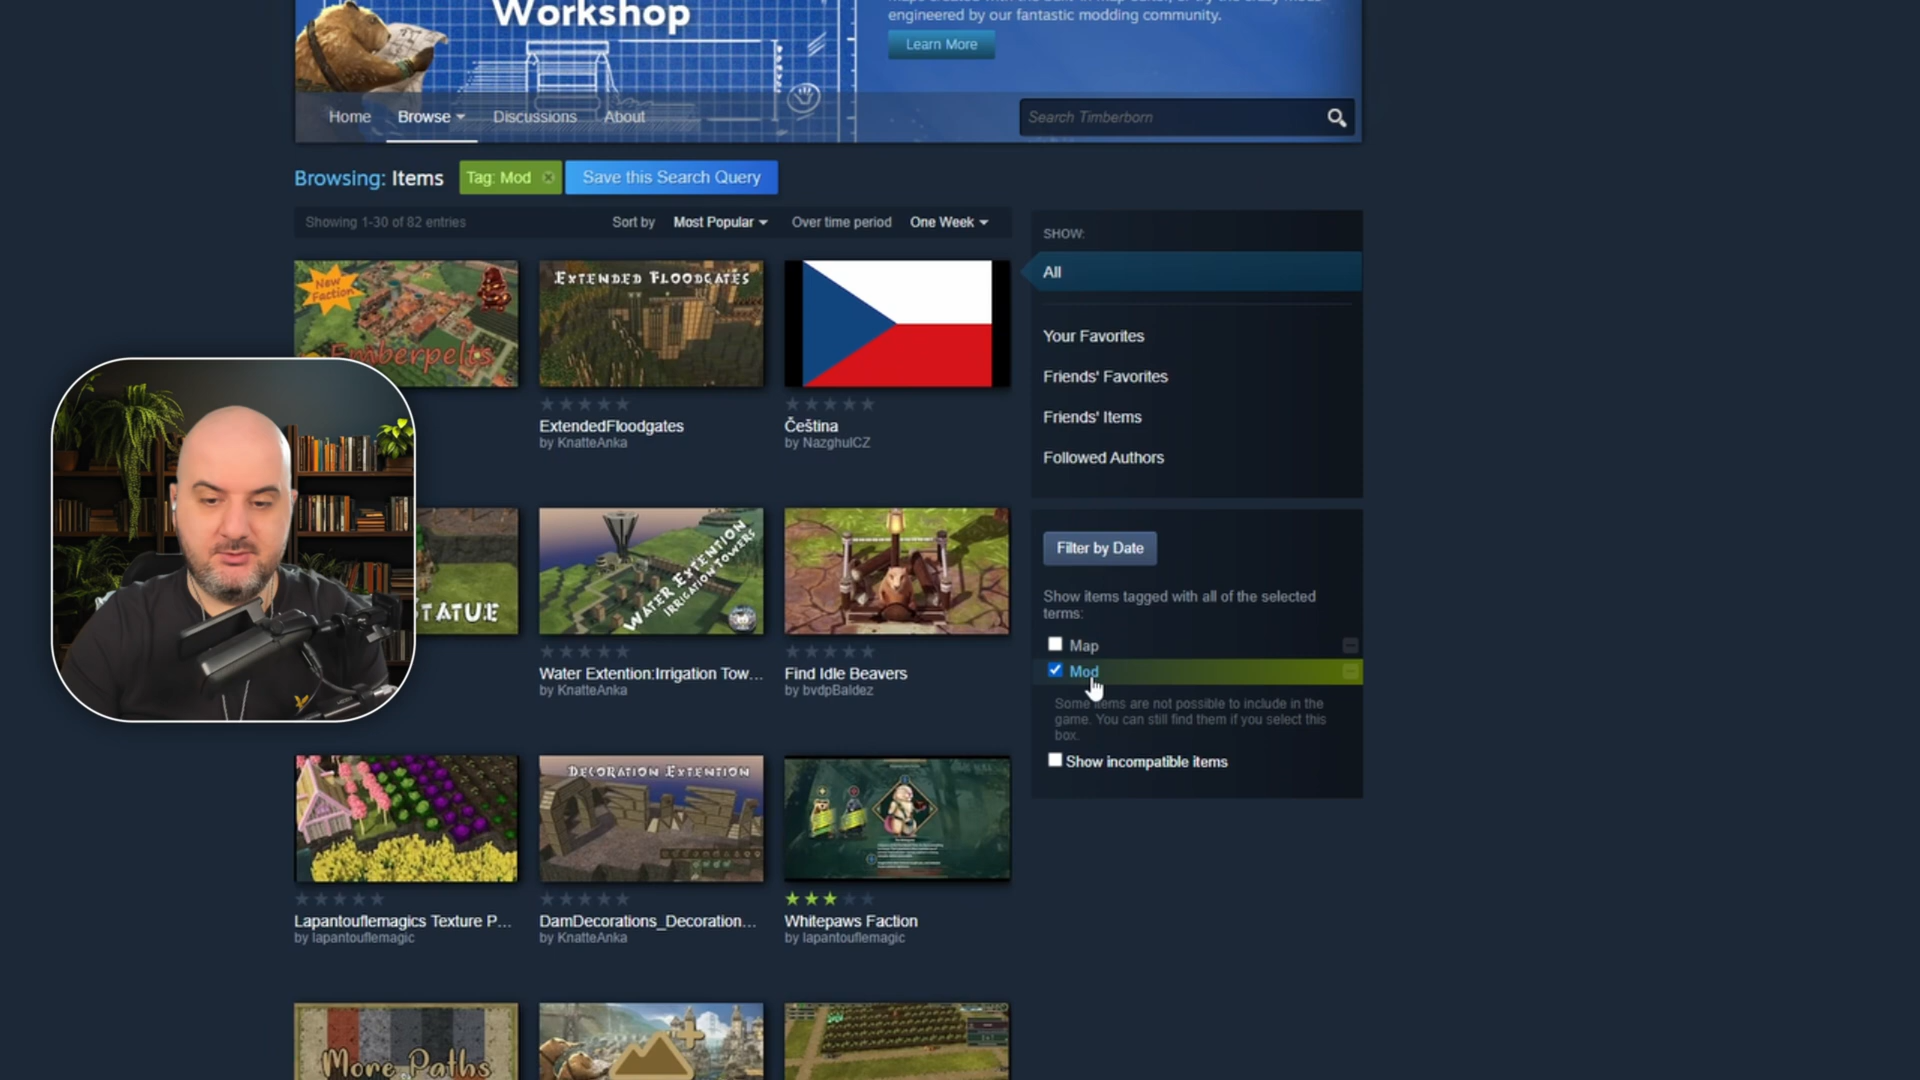 Workshop
engineered by our fantastic modding community.
Learn More
Home Browse Discussions About
Search Timberborn
Browsing: Items Tag: Mod Save this Search Query
Showing 1-30 of 82 entries Sort by Most Popular Over time period One Week
SHOW:
All
Your Favorites
Friends' Favorites
Friends' Items
Followed Authors
New
Faction
Emberpelts
EXTENDED FLOODGATES
ExtendedFloodgates
by KnatteAnka
Čeština
by NazghulCZ
TATUE
WATER EXTENTION
IRRIGATION TOWERS
Water Extention:Irrigation Tow...
by KnatteAnka
Find Idle Beavers
by bvdpBaldez
Filter by Date
Show items tagged with all of the selected
terms:
Map
Mod
Some items are not possible to include in the
game. You can still find them if you select this
box.
Show incompatible items
Lapantouflemagics Texture P...
by lapantouflemagic
DECORATION EXTENTION
DamDecorations_Decoration...
by KnatteAnka
Whitepaws Faction
by lapantouflemagic
More Paths